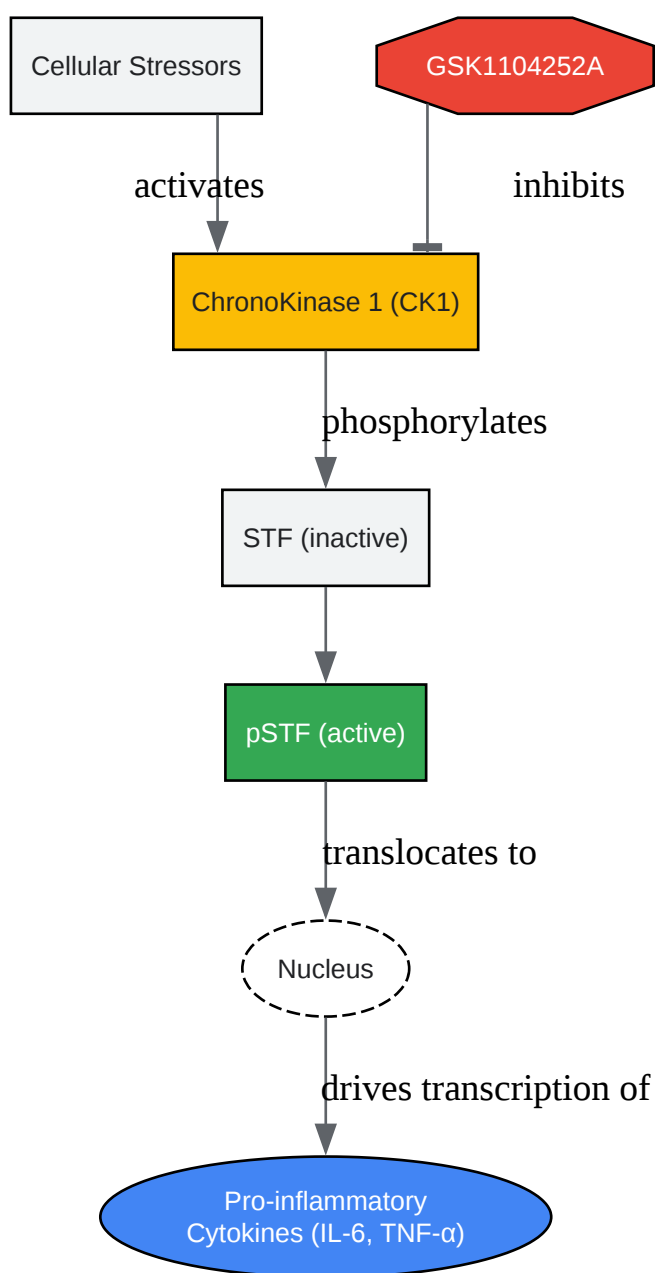 Cellular Stressors
GSK1104252A
activates
inhibits
ChronoKinase 1 (CK1)
phosphorylates
STF (inactive)
pSTF (active)
translocates to
Nucleus
drives transcription of
Pro-inflammatory
Cytokines (IL-6, TNF-α)